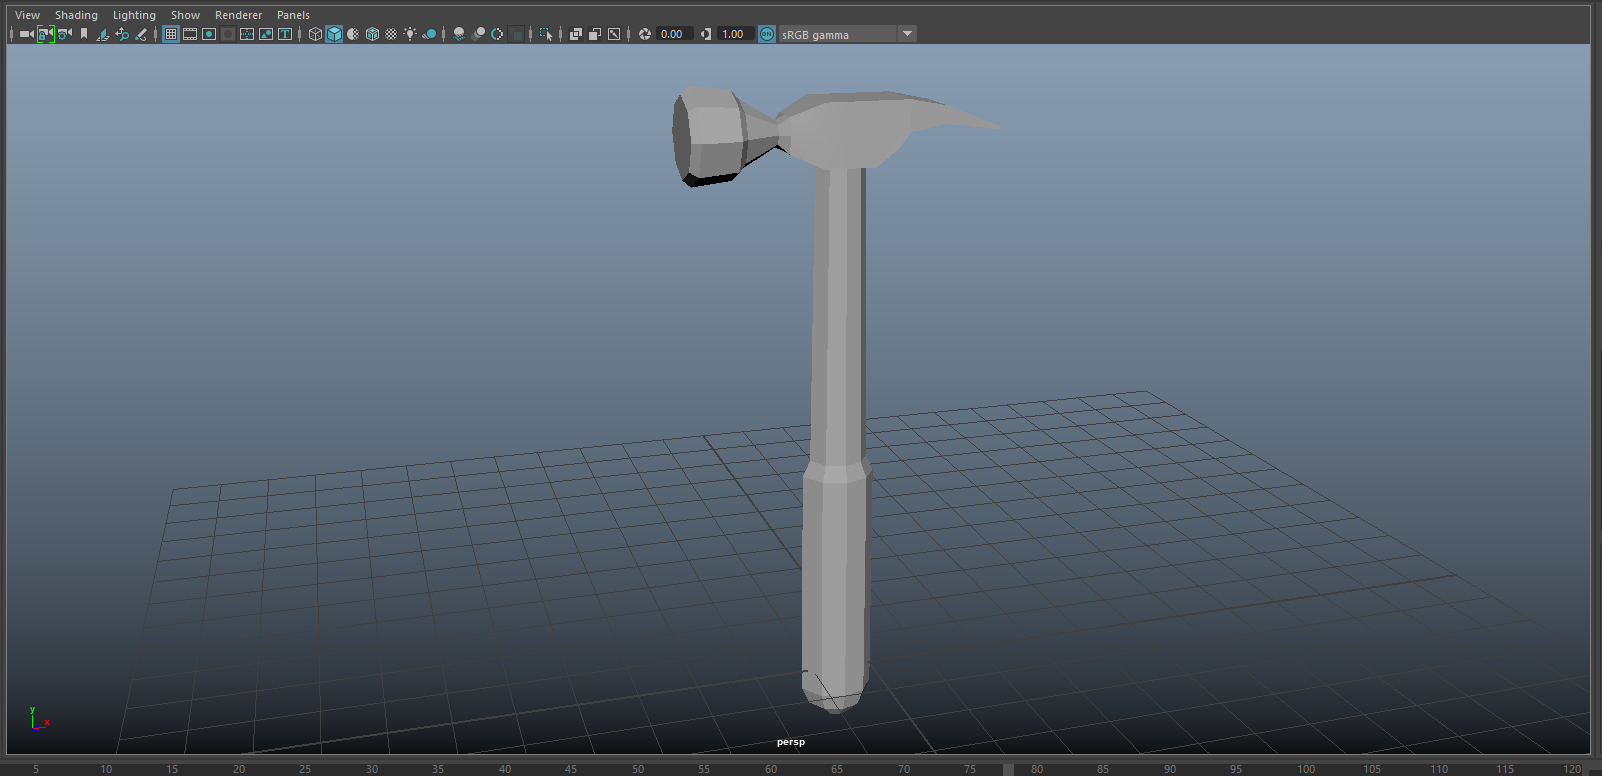 View Shading Lighting Show Renderer Panels
0.00 1.00 ON sRGB gamma
y
x
persp
5 10 15 20 25 30 35 40 45 50 55 60 65 70 75 80 85 90 95 100 105 110 115 120